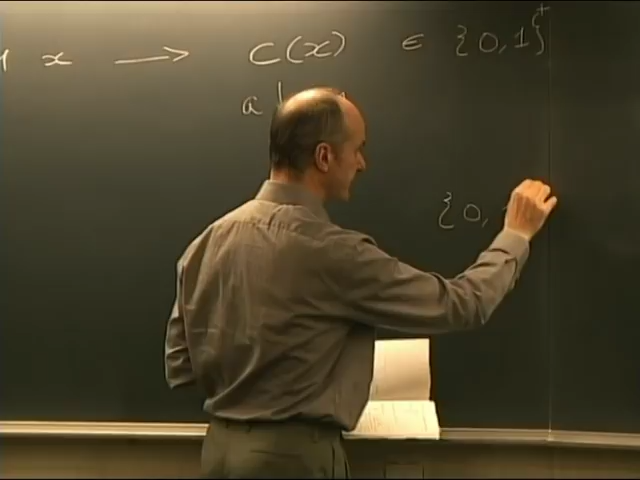 x → C(x) ∈ {0,1}⁺
a
{0,